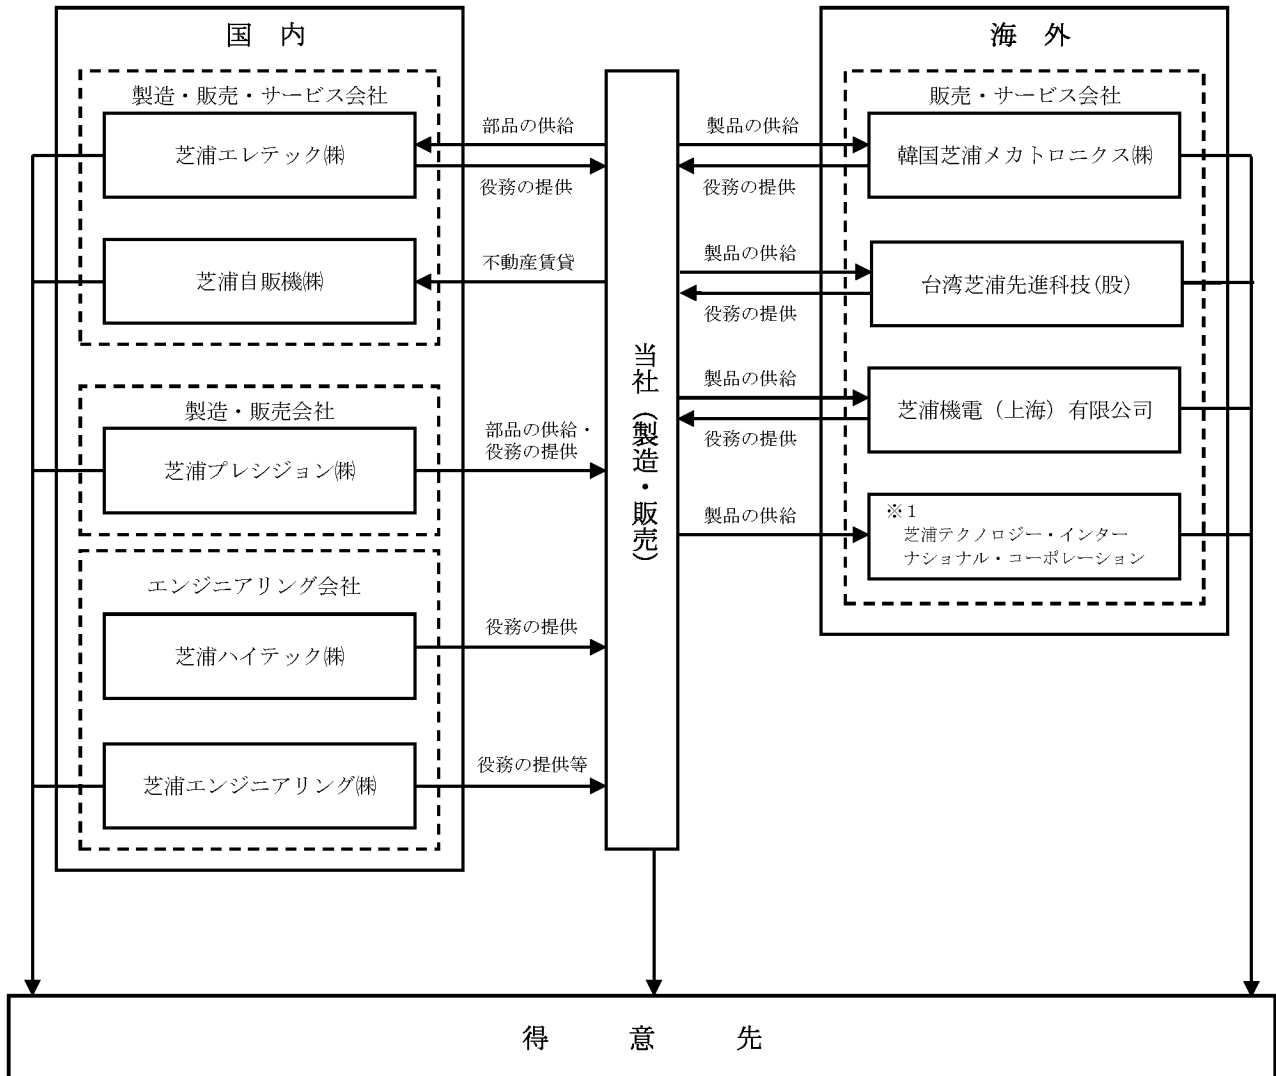 国 内
製造・販売・サービス会社
芝浦エレテック㈱
芝浦自販機㈱
製造・販売会社
芝浦プレシジョン㈱
エンジニアリング会社
芝浦ハイテック㈱
芝浦エンジニアリング㈱
部品の供給
役務の提供
不動産賃貸
部品の供給・
役務の提供
役務の提供
役務の提供等
当社（製造・販売）
製品の供給
役務の提供
製品の供給
役務の提供
製品の供給
役務の提供
製品の供給
海 外
販売・サービス会社
韓国芝浦メカトロニクス㈱
台湾芝浦先進科技(股)
芝浦機電（上海）有限公司
※1
芝浦テクノロジー・インター
ナショナル・コーポレーション
得 意 先